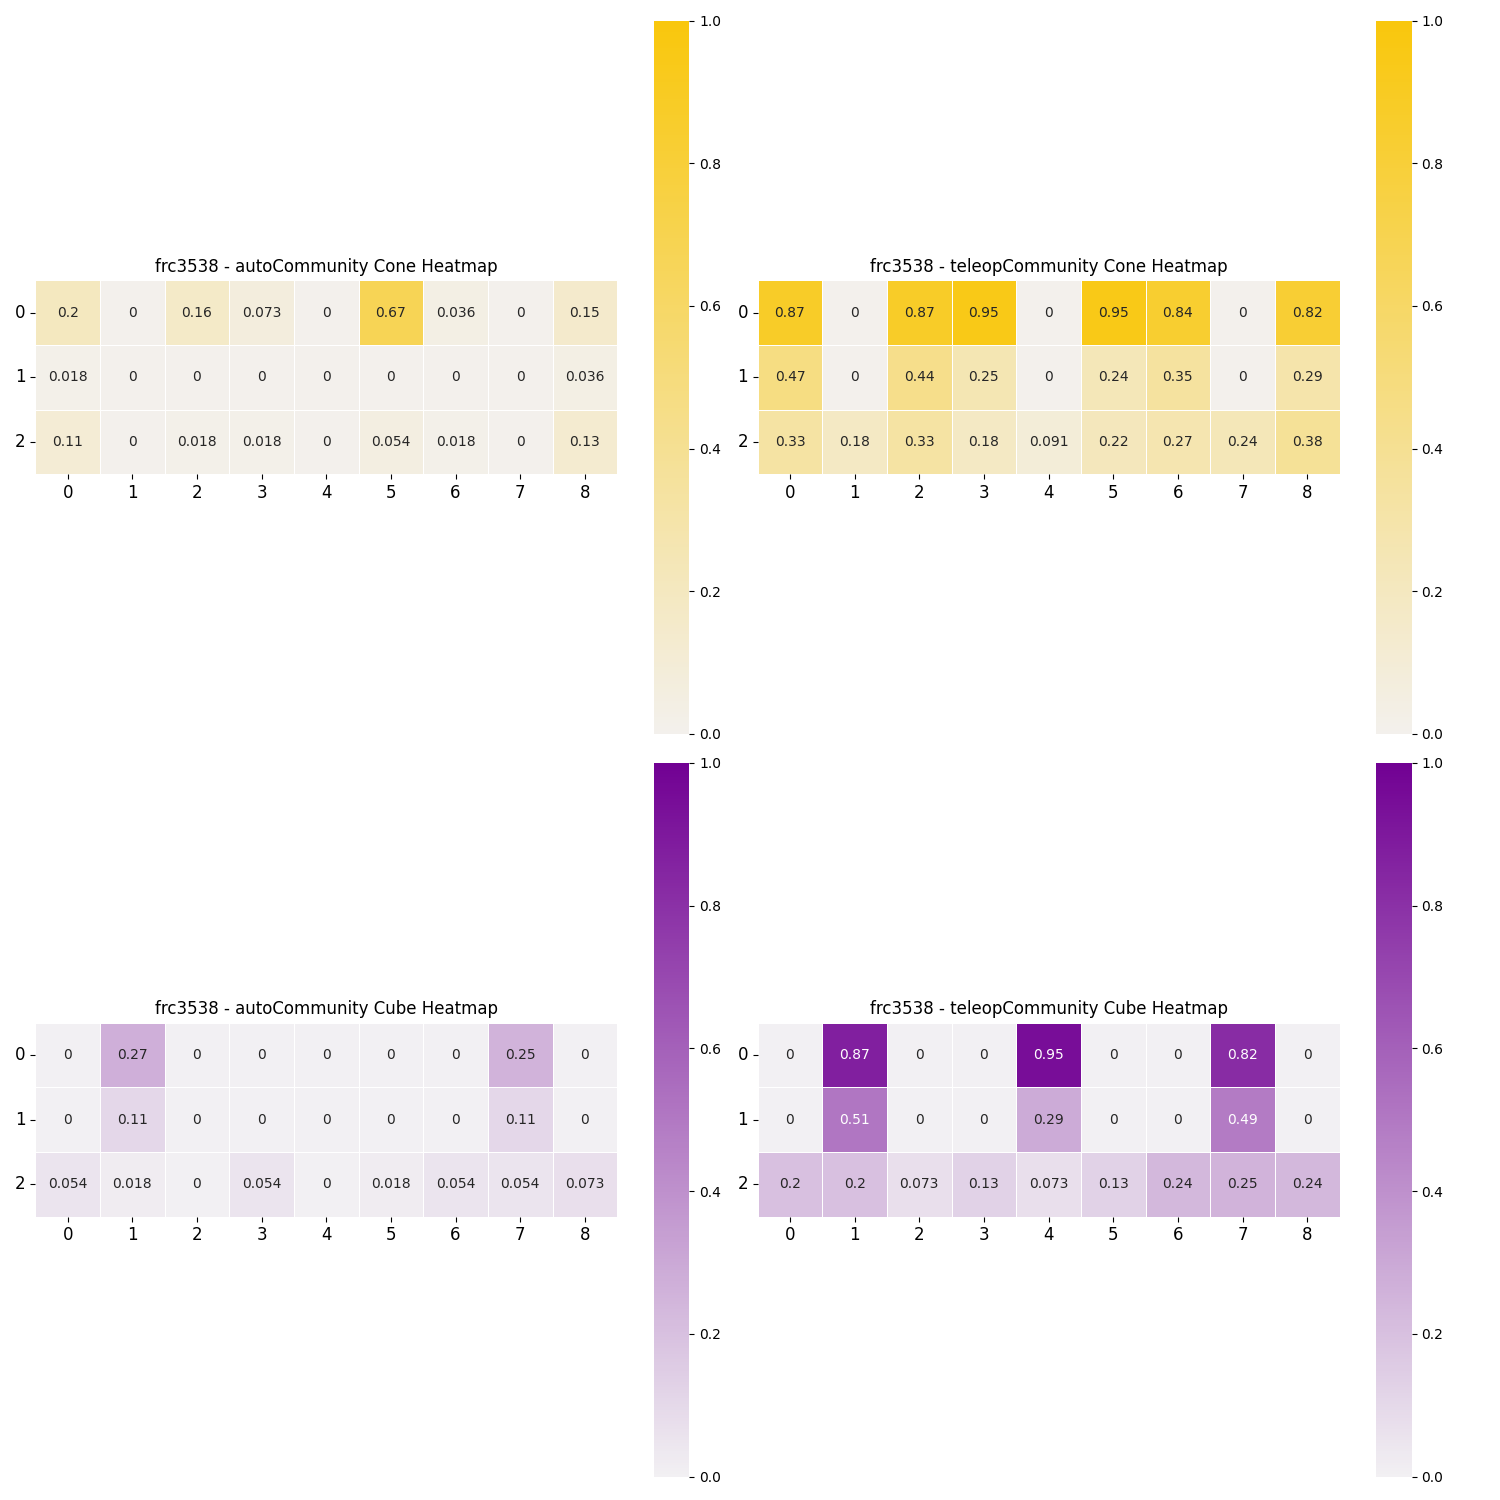 frc3538 - autoCommunity Cone Heatmap
0 0.2 0 0.16 0.073 0 0.67 0.036 0 0.15
1 0.018 0 0 0 0 0 0 0 0.036
2 0.11 0 0.018 0.018 0 0.054 0.018 0 0.13
0 1 2 3 4 5 6 7 8
1.0
0.8
0.6
0.4
0.2
0.0
frc3538 - teleopCommunity Cone Heatmap
0 0.87 0 0.87 0.95 0 0.95 0.84 0 0.82
1 0.47 0 0.44 0.25 0 0.24 0.35 0 0.29
2 0.33 0.18 0.33 0.18 0.091 0.22 0.27 0.24 0.38
0 1 2 3 4 5 6 7 8
1.0
0.8
0.6
0.4
0.2
0.0
frc3538 - autoCommunity Cube Heatmap
0 0 0.27 0 0 0 0 0 0.25 0
1 0 0.11 0 0 0 0 0 0.11 0
2 0.054 0.018 0 0.054 0 0.018 0.054 0.054 0.073
0 1 2 3 4 5 6 7 8
1.0
0.8
0.6
0.4
0.2
0.0
frc3538 - teleopCommunity Cube Heatmap
0 0 0.87 0 0 0.95 0 0 0.82 0
1 0 0.51 0 0 0.29 0 0 0.49 0
2 0.2 0.2 0.073 0.13 0.073 0.13 0.24 0.25 0.24
0 1 2 3 4 5 6 7 8
1.0
0.8
0.6
0.4
0.2
0.0